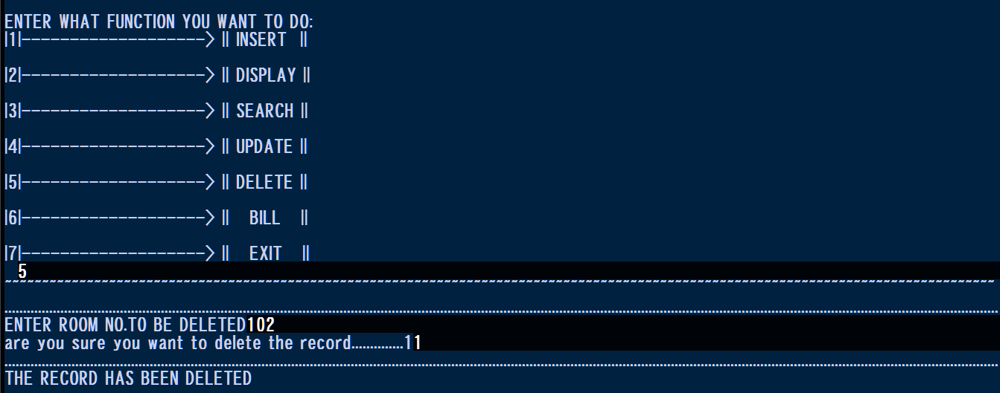 ENTER WHAT FUNCTION YOU WANT TO DO:
|1|-------------------> || INSERT ||
|2|-------------------> || DISPLAY ||
|3|-------------------> || SEARCH ||
|4|-------------------> || UPDATE ||
|5|-------------------> || DELETE ||
|6|-------------------> || BILL ||
|7|-------------------> || EXIT ||
5
ENTER ROOM NO.TO BE DELETED102
are you sure you want to delete the record..............11
THE RECORD HAS BEEN DELETED